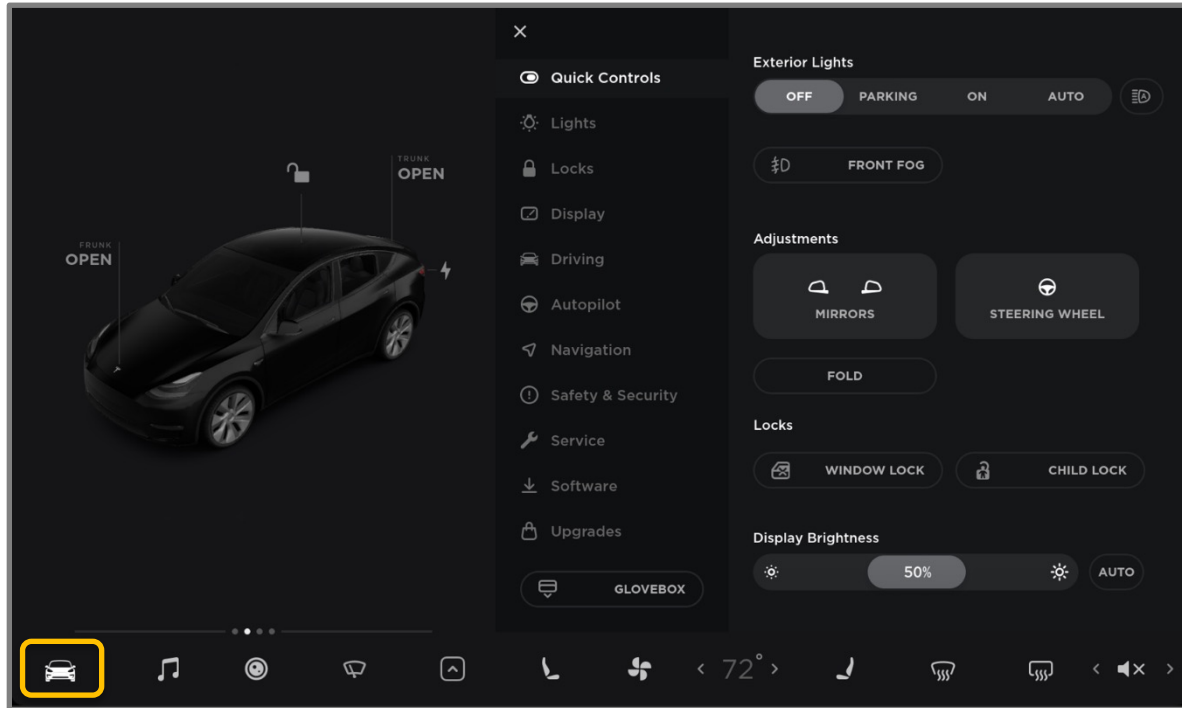 TRUNK
OPEN
FRUNK
OPEN
Quick Controls
Lights
Locks
Display
Driving
Autopilot
Navigation
Safety & Security
Service
Software
Upgrades
GLOVEBOX
Exterior Lights
OFF PARKING ON AUTO
FRONT FOG
Adjustments
MIRRORS STEERING WHEEL
FOLD
Locks
WINDOW LOCK CHILD LOCK
Display Brightness
50% AUTO
72°